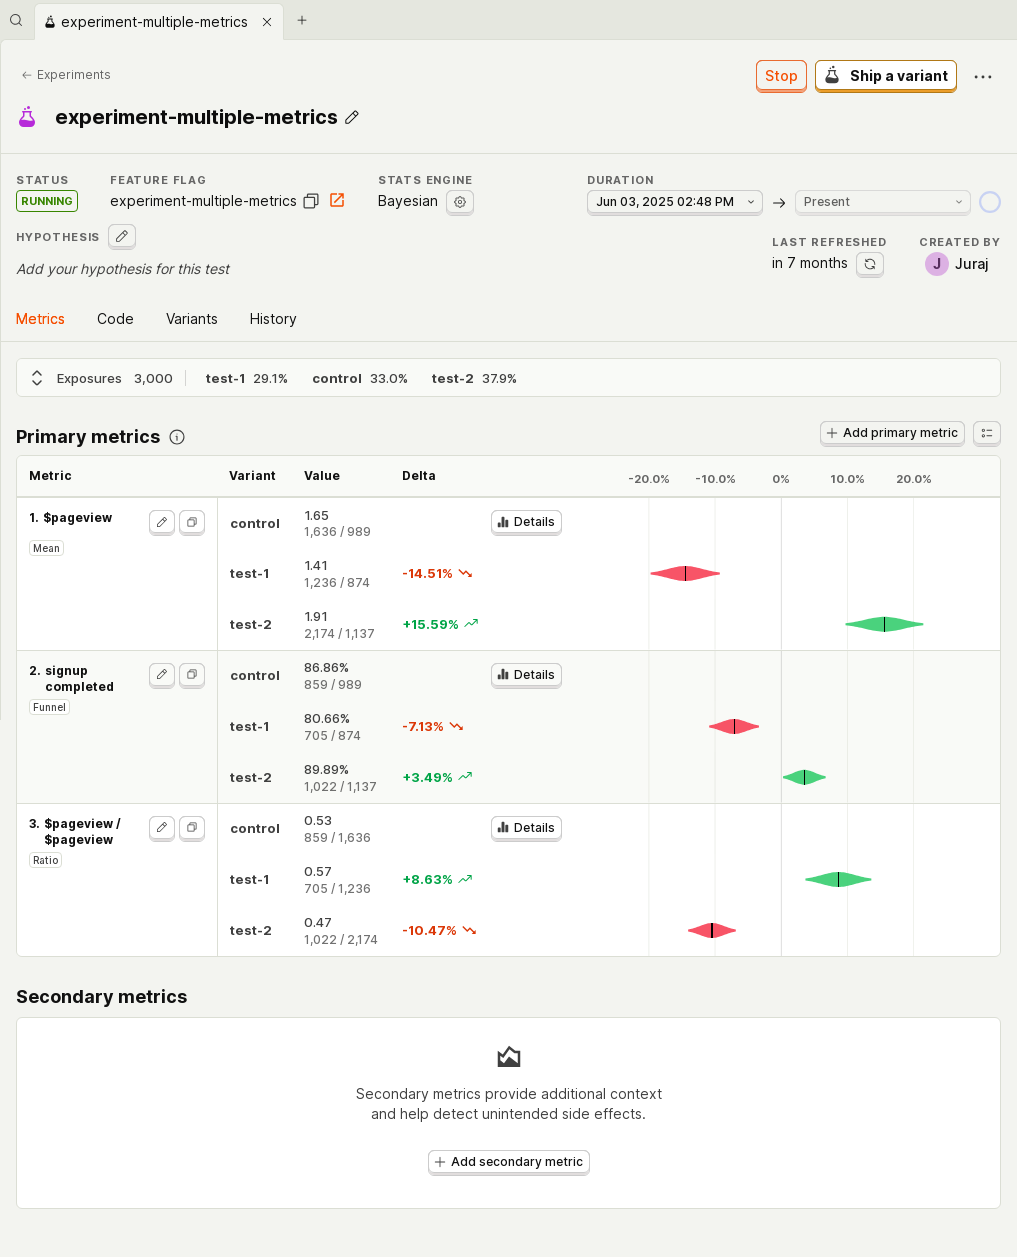 experiment-multiple-metrics
Experiments
Stop
Ship a variant
experiment-multiple-metrics
STATUS
RUNNING
FEATURE FLAG
experiment-multiple-metrics
STATS ENGINE
Bayesian
DURATION
Jun 03, 2025 02:48 PM → Present
HYPOTHESIS
Add your hypothesis for this test
LAST REFRESHED
in 7 months
CREATED BY
J Juraj
Metrics Code Variants History
Exposures 3,000 test-1 29.1% control 33.0% test-2 37.9%
Primary metrics
Add primary metric
Metric Variant Value Delta -20.0% -10.0% 0% 10.0% 20.0%
1. $pageview
Mean
control 1.65 Details
1,636 / 989
test-1 1.41 -14.51%
1,236 / 874
test-2 1.91 +15.59%
2,174 / 1,137
2. signup
completed
Funnel
control 86.86% Details
859 / 989
test-1 80.66% -7.13%
705 / 874
test-2 89.89% +3.49%
1,022 / 1,137
3. $pageview /
$pageview
Ratio
control 0.53 Details
859 / 1,636
test-1 0.57 +8.63%
705 / 1,236
test-2 0.47 -10.47%
1,022 / 2,174
Secondary metrics
Secondary metrics provide additional context
and help detect unintended side effects.
Add secondary metric